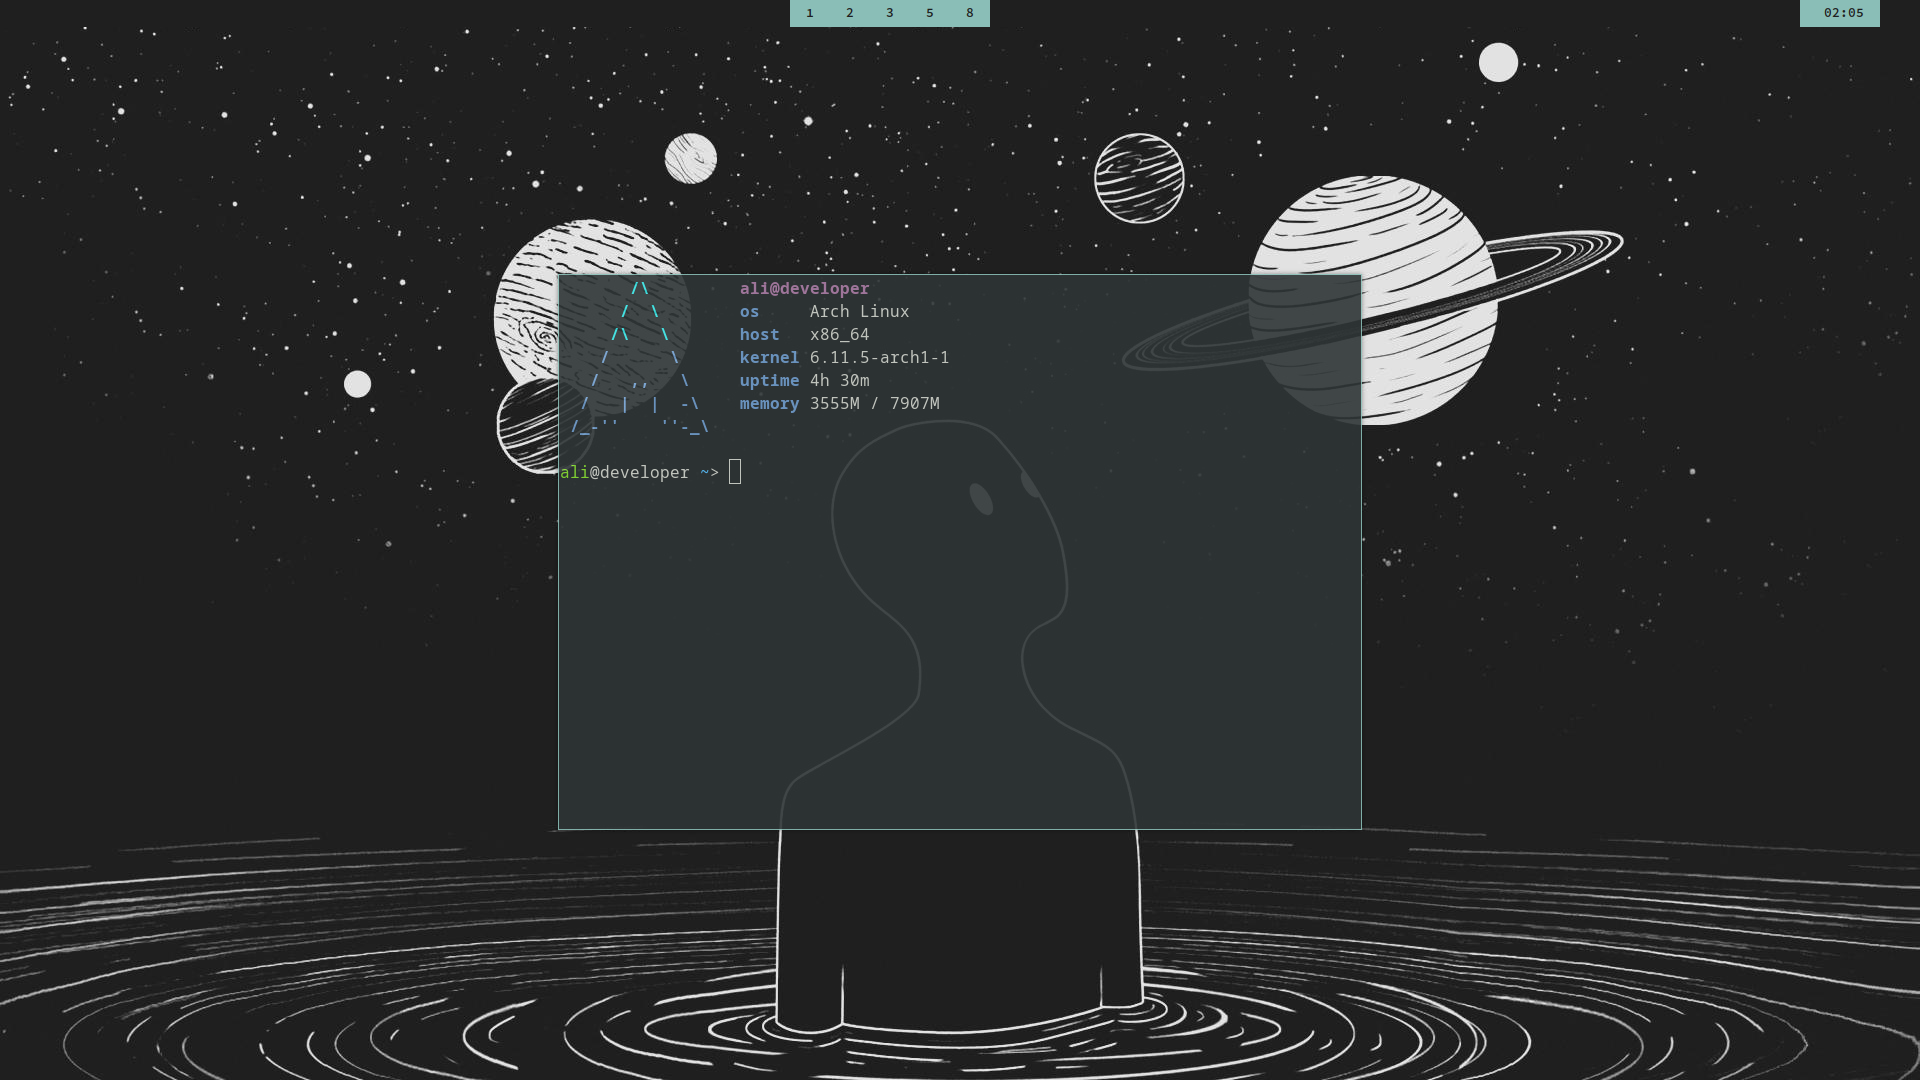 1 2 3 5 8
02:05
ali@developer
os Arch Linux
host x86_64
kernel 6.11.5-arch1-1
uptime 4h 30m
memory 3555M / 7907M
ali@developer ~>